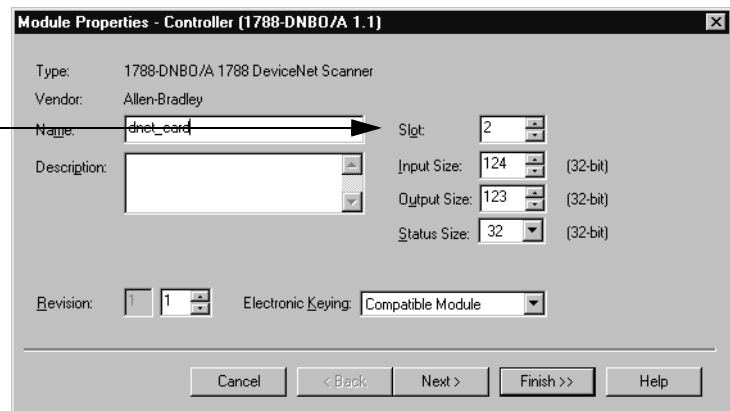 Module Properties - Controller (1788-DNBO/A 1.1)
Type: 1788-DNBO/A 1788 DeviceNet Scanner
Vendor: Allen-Bradley
Name: dnet_card
Slot: 2
Description:
Input Size: 124 (32-bit)
Output Size: 123 (32-bit)
Status Size: 32 (32-bit)
Revision: 1 1
Electronic Keying: Compatible Module
Cancel
< Back
Next >
Finish >>
Help